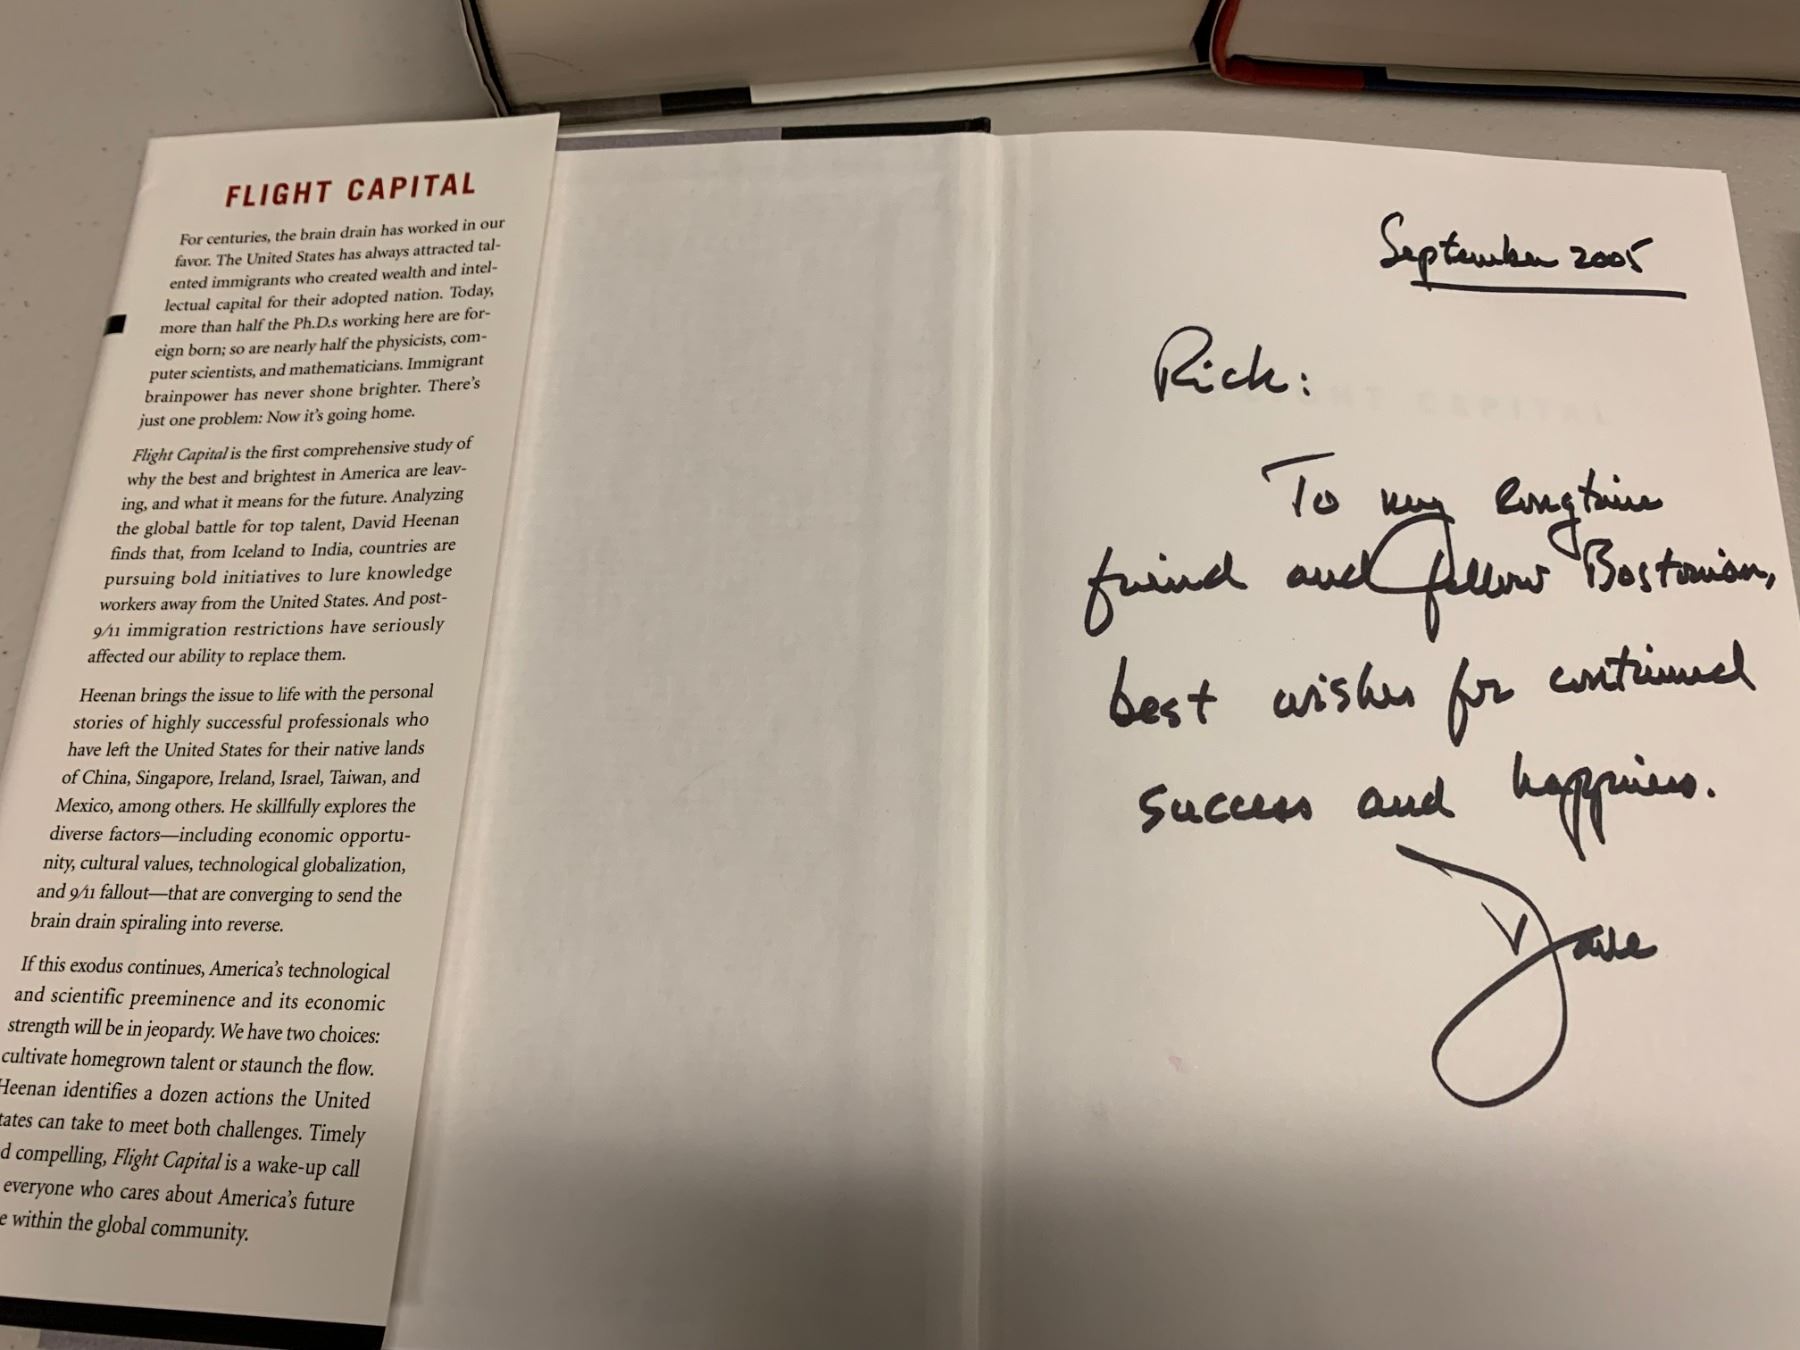 FLIGHT CAPITAL
For centuries, the brain drain has worked in our
favor. The United States has always attracted tal-
ented immigrants who created wealth and intel-
lectual capital for their adopted nation. Today,
more than half the Ph.D.s working here are for-
eign born; so are nearly half the physicists, com-
puter scientists, and mathematicians. Immigrant
brainpower has never shone brighter. There's
just one problem: Now it's going home.
Flight Capital is the first comprehensive study of
why the best and brightest in America are leav-
ing, and what it means for the future. Analyzing
the global battle for top talent, David Heenan
finds that, from Iceland to India, countries are
pursuing bold initiatives to lure knowledge
workers away from the United States. And post-
9/11 immigration restrictions have seriously
affected our ability to replace them.
Heenan brings the issue to life with the personal
stories of highly successful professionals who
have left the United States for their native lands
of China, Singapore, Ireland, Israel, Taiwan, and
Mexico, among others. He skillfully explores the
diverse factors—including economic opportu-
nity, cultural values, technological globalization,
and 9/11 fallout—that are converging to send the
brain drain spiraling into reverse.
If this exodus continues, America's technological
and scientific preeminence and its economic
strength will be in jeopardy. We have two choices:
cultivate homegrown talent or staunch the flow.
Heenan identifies a dozen actions the United
tates can take to meet both challenges. Timely
d compelling, Flight Capital is a wake-up call
everyone who cares about America's future
e within the global community.
September 2005
Rick:
To my longtime
friend and fellow Bostonian,
best wishes for continued
success and happiness.
Dave